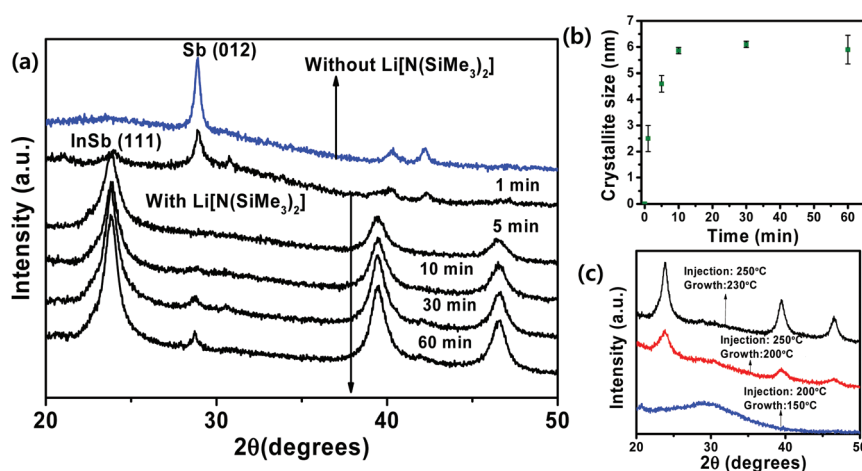 (a)
Sb (012)
Without Li[N(SiMe3)2]
InSb (111)
With Li[N(SiMe3)2]
1 min
5 min
10 min
30 min
60 min
Intensity (a.u.)
20 30 40 50
2θ(degrees)
(b)
Crystallite size (nm)
7
6
5
4
3
2
1
0
0 10 20 30 40 50 60
Time (min)
(c)
Injection: 250°C
Growth:230°C
Injection: 250°C
Growth:200°C
Injection: 200°C
Growth:150°C
Intensity (a.u.)
20 30 40 50
2θ (degrees)